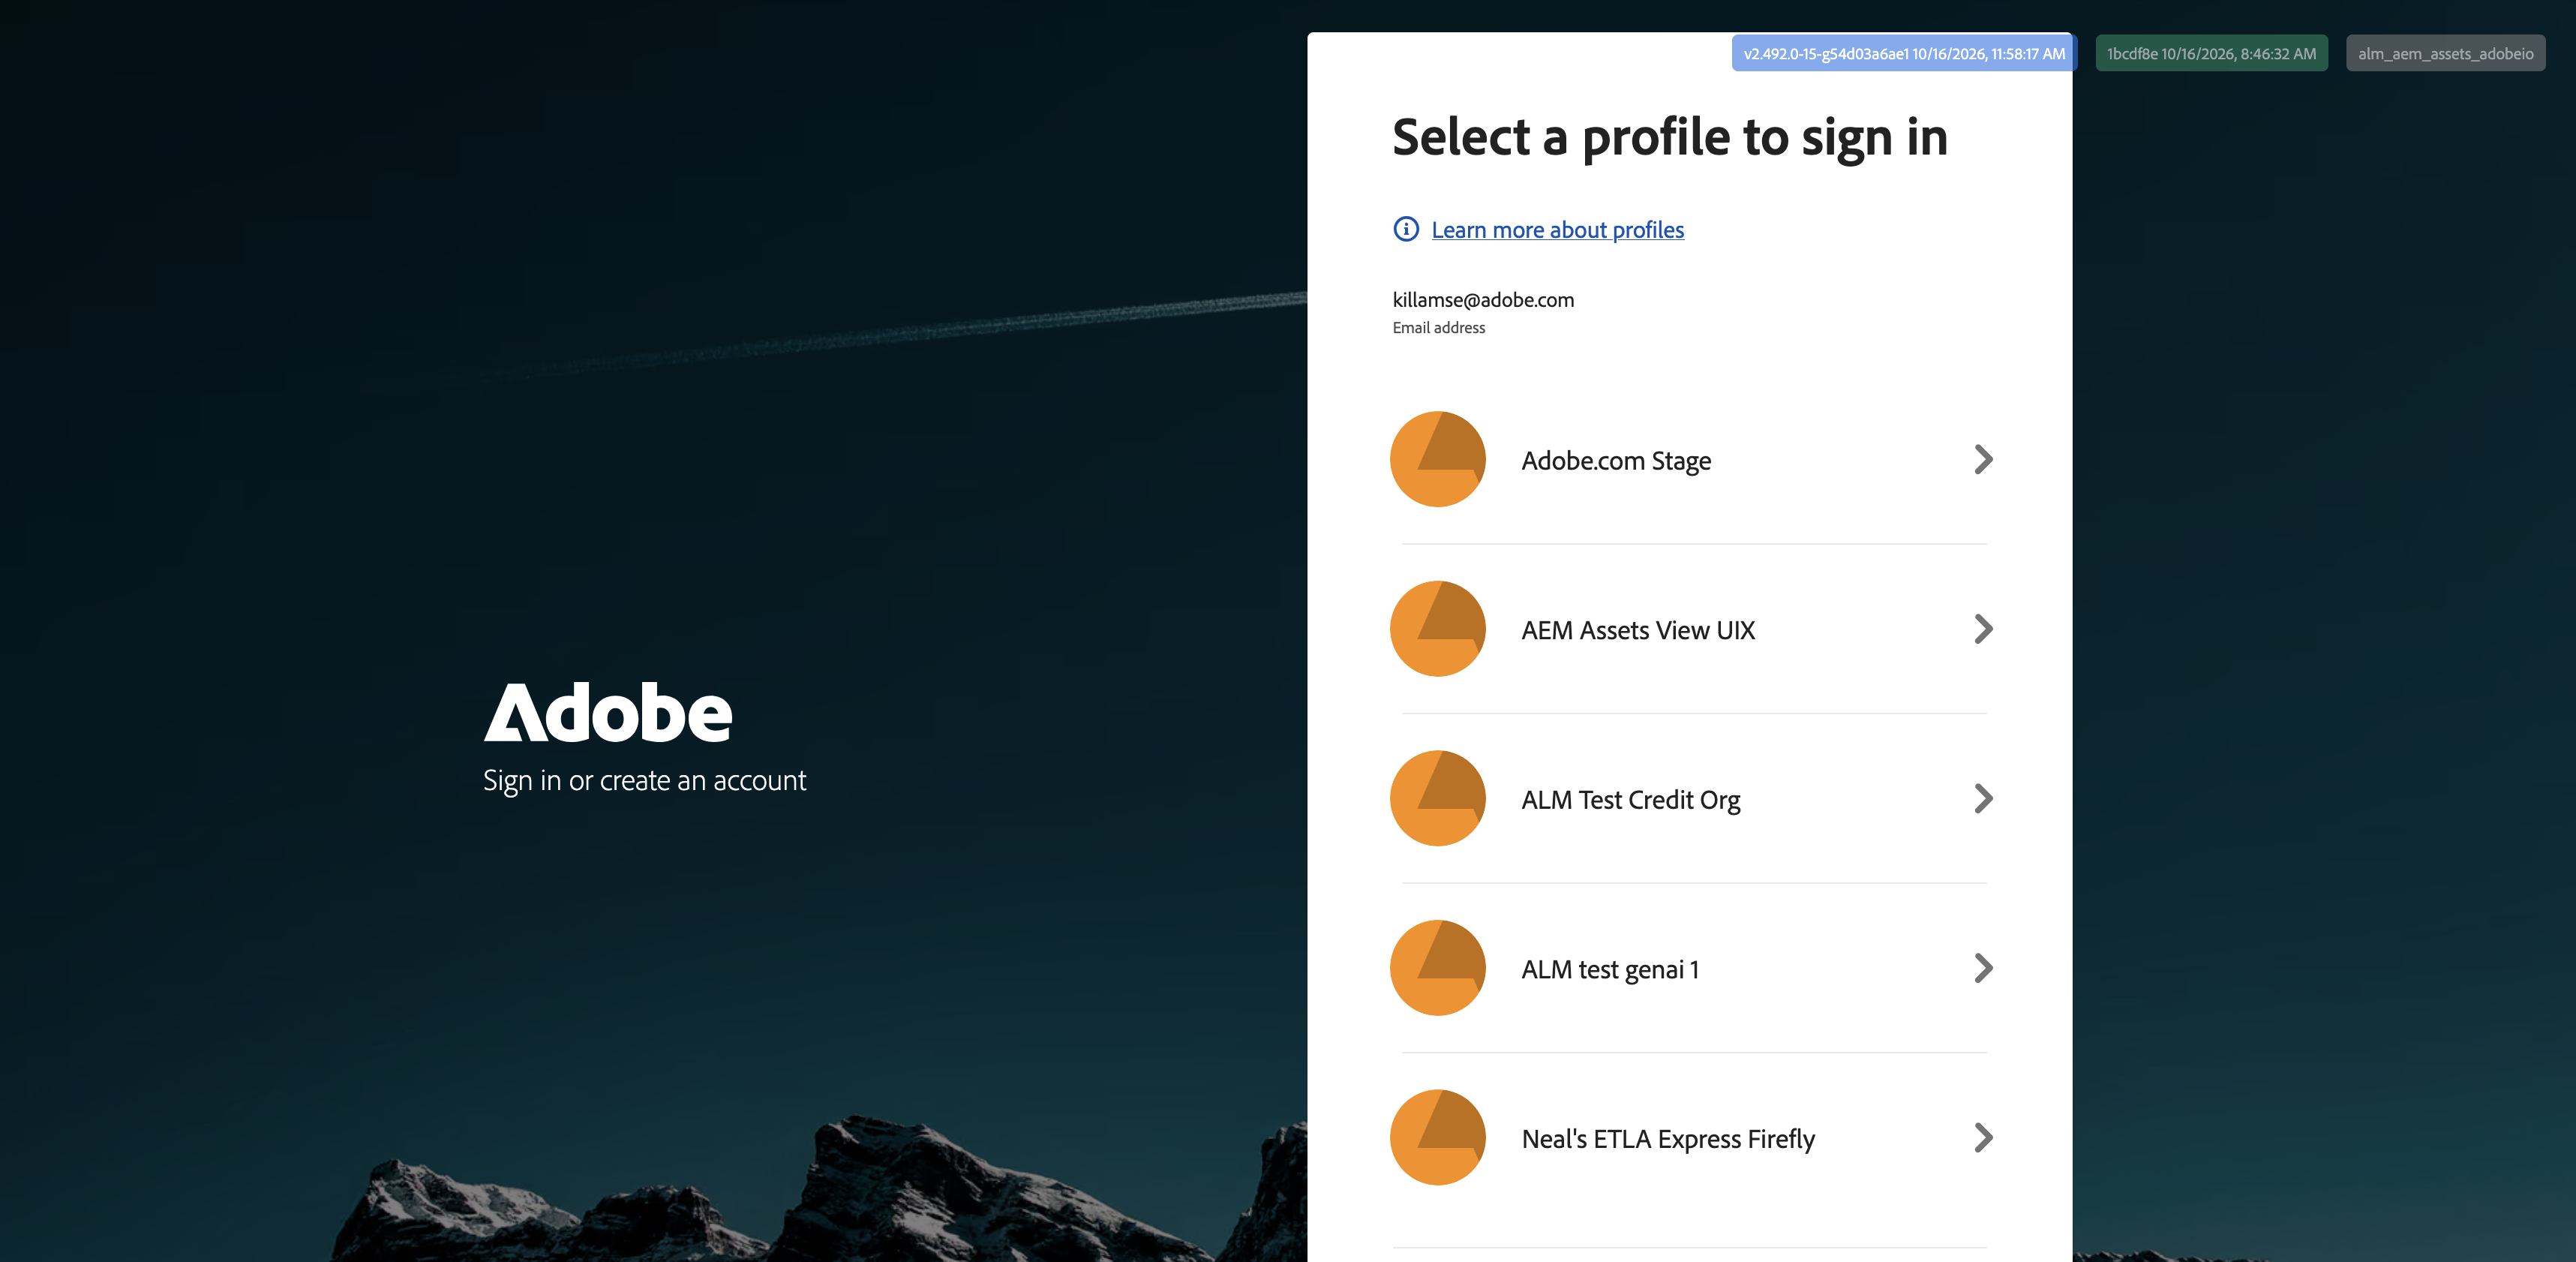 v2.492.0-15-g54d03a6ae1 10/16/2026, 11:58:17 AM
1bcdf8e 10/16/2026, 8:46:32 AM
alm_aem_assets_adobeio
Select a profile to sign in
Learn more about profiles
killamse@adobe.com
Email address
Adobe.com Stage
AEM Assets View UIX
ALM Test Credit Org
ALM test genai 1
Neal's ETLA Express Firefly
Adobe
Sign in or create an account